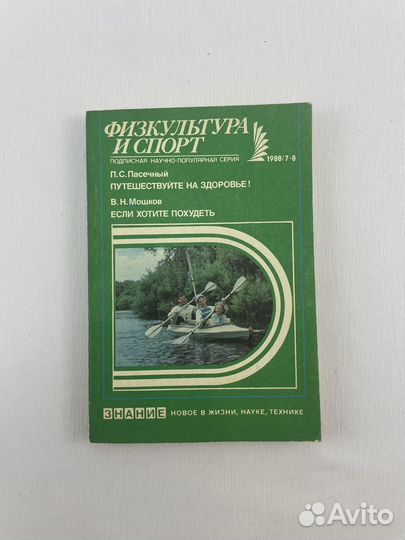 ФИЗКУЛЬТУРА
И СПОРТ
ПОДПИСНАЯ НАУЧНО-ПОПУЛЯРНАЯ СЕРИЯ
1988/7-8
П.С.Пасечный
ПУТЕШЕСТВУЙТЕ НА ЗДОРОВЬЕ!
В.Н.Мошков
ЕСЛИ ХОТИТЕ ПОХУДЕТЬ
ЗНАНИЕ НОВОЕ В ЖИЗНИ, НАУКЕ, ТЕХНИКЕ
Avito